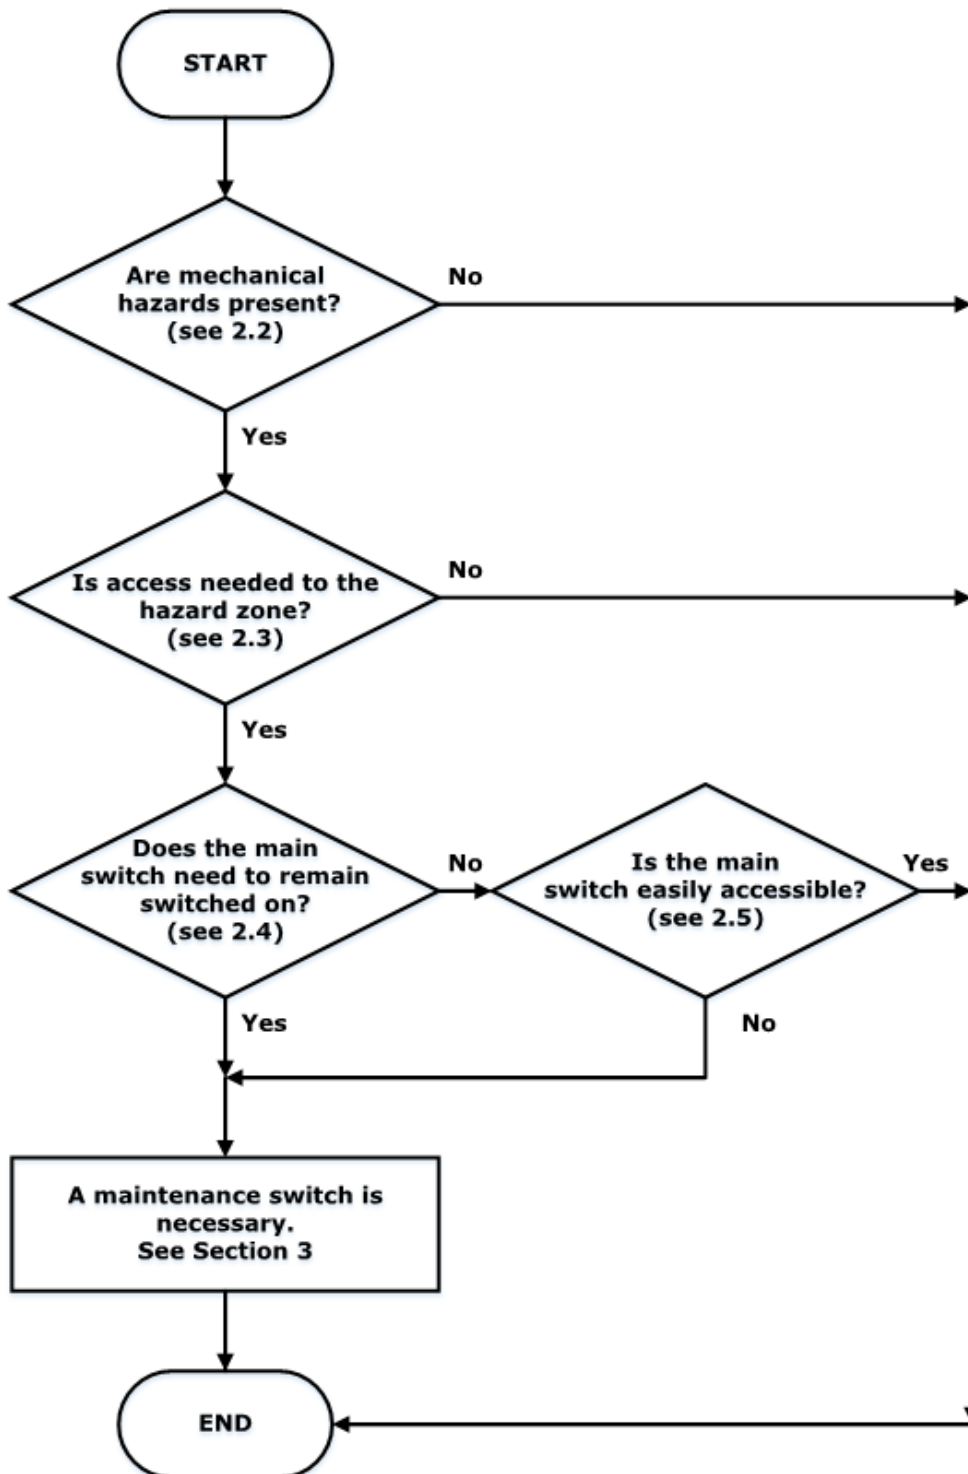 START
Are mechanical
hazards present?
(see 2.2)
No
Yes
Is access needed to the
hazard zone?
(see 2.3)
No
Yes
Does the main
switch need to remain
switched on?
(see 2.4)
No
Is the main
switch easily accessible?
(see 2.5)
Yes
Yes
No
A maintenance switch is
necessary.
See Section 3
END